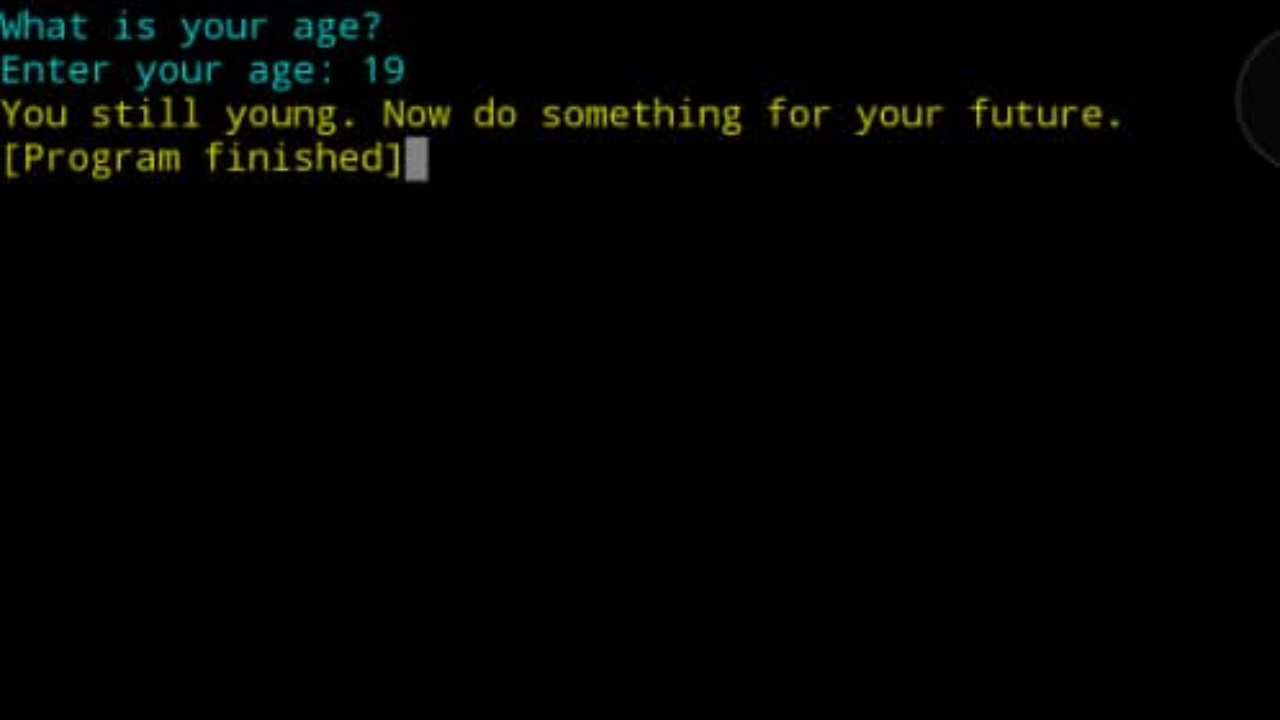 What is your age?
Enter your age: 19
You still young. Now do something for your future.
[Program finished]